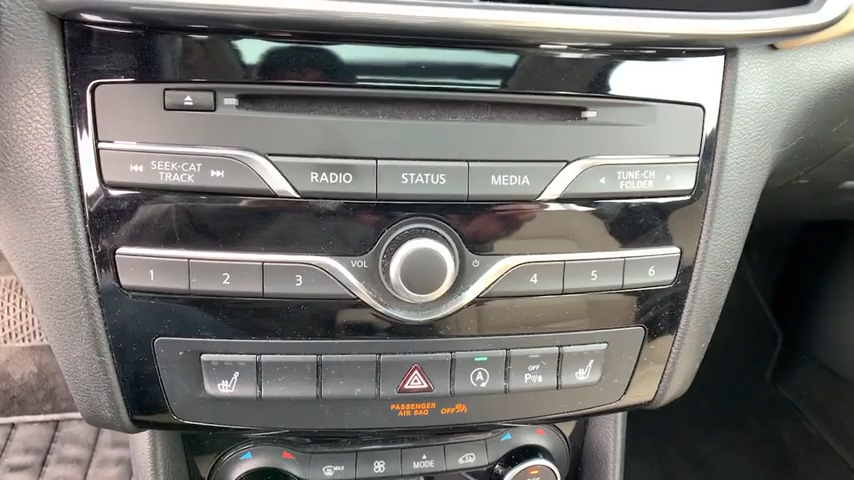 SEEK·CAT
TRACK
RADIO
STATUS
MEDIA
TUNE·CH
FOLDER
VOL
1
2
3
4
5
6
A
OFF
P
PASSENGER
AIR BAG OFF
MAX
MODE